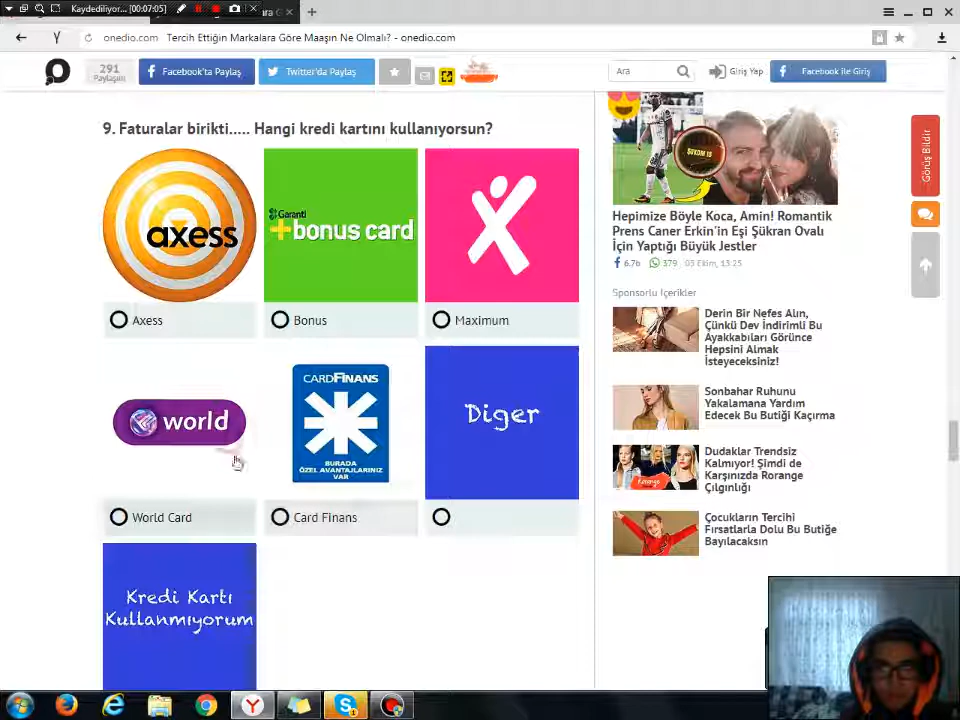 Kaydediliyor... [00:07:05]
onedio.com Tercih Ettiğin Markalara Göre Maaşın Ne Olmalı? - onedio.com
291
Paylaşım
Facebook'ta Paylaş
Twitter'da Paylaş
Ara
Giriş Yap
Facebook ile Giriş
9. Faturalar birikti..... Hangi kredi kartını kullanıyorsun?
axess
Garanti
+bonus card
Axess
Bonus
Maximum
world
CARDFINANS
BURADA
ÖZEL AVANTAJLARINIZ
VAR
Diger
World Card
Card Finans
Kredi Kartı
Kullanmıyorum
Hepimize Böyle Koca, Amin! Romantik
Prens Caner Erkin'in Eşi Şükran Ovalı
İçin Yaptığı Büyük Jestler
6.7b 379 03 Ekim, 13:25
Sponsorlu İçerikler
Derin Bir Nefes Alın,
Çünkü Dev İndirimli Bu
Ayakkabıları Görünce
Hepsini Almak
İsteyeceksiniz!
Sonbahar Ruhunu
Yakalamana Yardım
Edecek Bu Butiği Kaçırma
Dudaklar Trendsiz
Kalmıyor! Şimdi de
Karşınızda Rorange
Çılgınlığı
Çocukların Tercihi
Fırsatlarla Dolu Bu Butiğe
Bayılacaksın
Görüş Bildir